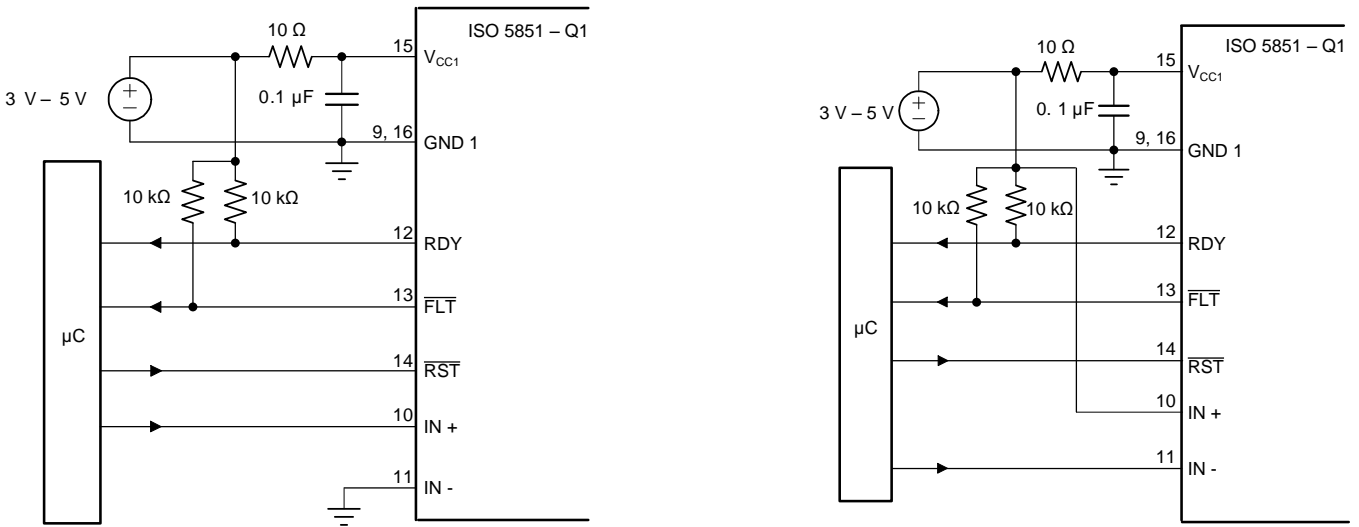 ISO 5851 – Q1
10 Ω
15
V_CC1
3 V – 5 V
0.1 µF
9, 16
GND 1
10 kΩ
10 kΩ
12
RDY
13
FLT
µC
14
RST
10
IN +
11
IN -
ISO 5851 – Q1
10 Ω
15
V_CC1
3 V – 5 V
0. 1 µF
9, 16
GND 1
10 kΩ
10 kΩ
12
RDY
13
FLT
µC
14
RST
10
IN +
11
IN -